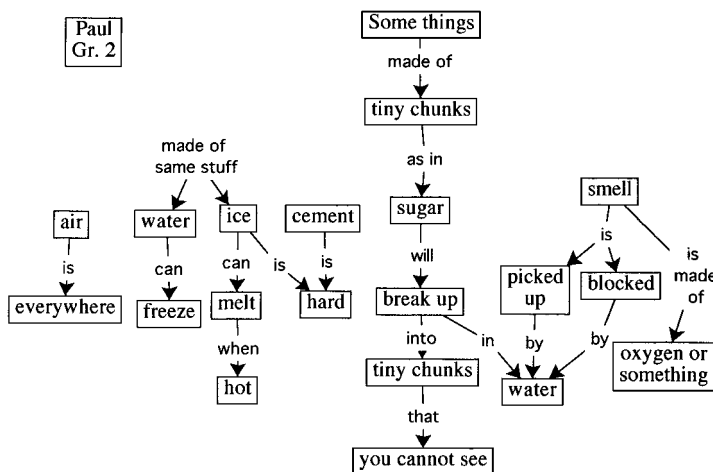 Paul
Gr. 2
Some things
made of
tiny chunks
made of
same stuff
as in
smell
air
water
ice
cement
sugar
is
is
made
of
is
can
can
is
is
will
picked
up
blocked
everywhere
freeze
melt
hard
break up
when
into
in
by
by
oxygen or
something
hot
tiny chunks
water
that
you cannot see